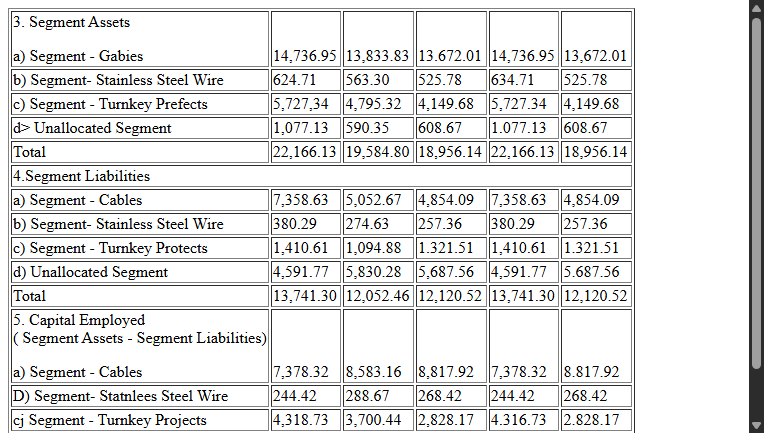 3. Segment Assets
a) Segment - Gabies 14,736.95 13,833.83 13.672.01 14,736.95 13,672.01
b) Segment- Stainless Steel Wire 624.71 563.30 525.78 634.71 525.78
c) Segment - Turnkey Prefects 5,727,34 4,795.32 4,149.68 5,727.34 4,149.68
d> Unallocated Segment 1,077.13 590.35 608.67 1.077.13 608.67
Total 22,166.13 19,584.80 18,956.14 22,166.13 18,956.14
4.Segment Liabilities
a) Segment - Cables 7,358.63 5,052.67 4,854.09 7,358.63 4,854.09
b) Segment- Stainless Steel Wire 380.29 274.63 257.36 380.29 257.36
c) Segment - Turnkey Protects 1,410.61 1,094.88 1.321.51 1,410.61 1.321.51
d) Unallocated Segment 4,591.77 5,830.28 5,687.56 4,591.77 5.687.56
Total 13,741.30 12,052.46 12,120.52 13,741.30 12,120.52
5. Capital Employed
( Segment Assets - Segment Liabilities)
a) Segment - Cables 7,378.32 8,583.16 8,817.92 7,378.32 8.817.92
D) Segment- Statnlees Steel Wire 244.42 288.67 268.42 244.42 268.42
cj Segment - Turnkey Projects 4,318.73 3,700.44 2,828.17 4.316.73 2.828.17